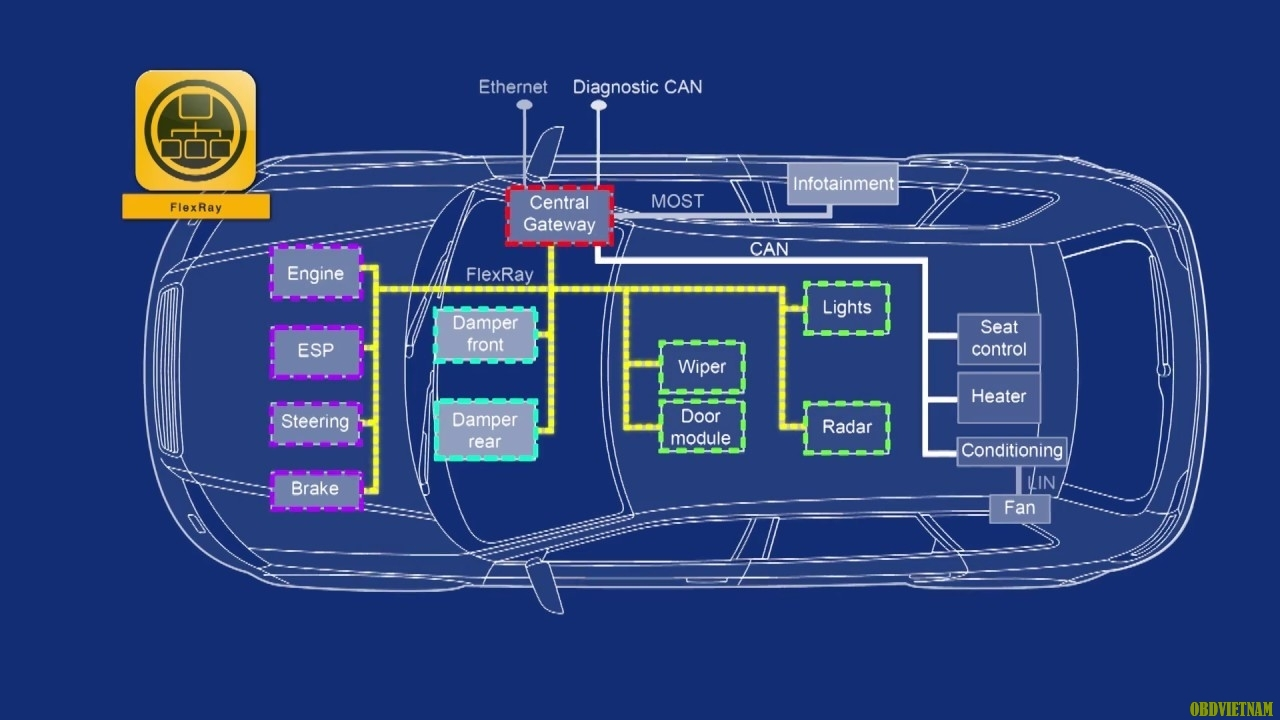 Ethernet
Diagnostic CAN
FlexRay
Central
Gateway
MOST
Infotainment
CAN
FlexRay
Engine
ESP
Steering
Brake
Damper
front
Damper
rear
Wiper
Door
module
Lights
Radar
Seat
control
Heater
Conditioning
LIN
Fan
OBDVIETNAM